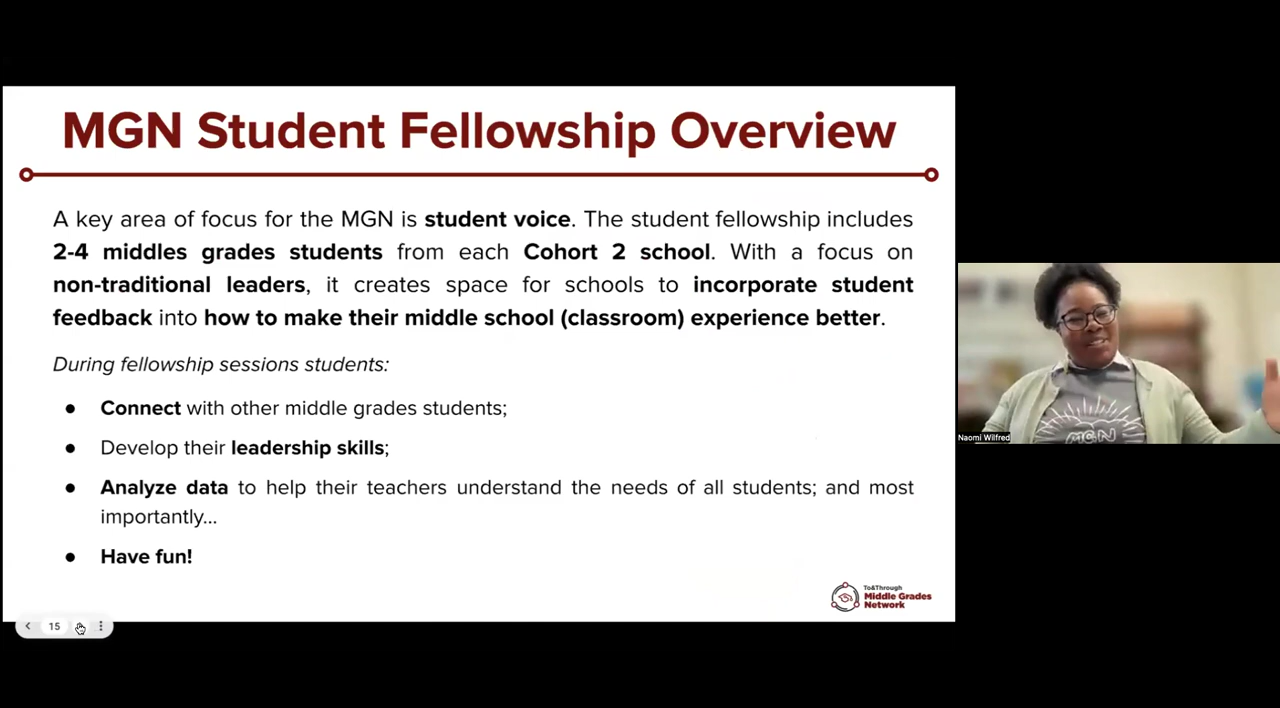 MGN Student Fellowship Overview
A key area of focus for the MGN is student voice. The student fellowship includes
2-4 middles grades students from each Cohort 2 school. With a focus on
non-traditional leaders, it creates space for schools to incorporate student
feedback into how to make their middle school (classroom) experience better.
During fellowship sessions students:
● Connect with other middle grades students;
● Develop their leadership skills;
● Analyze data to help their teachers understand the needs of all students; and most
importantly...
● Have fun!
To&Through
Middle Grades
Network
15
MGN
Naomi Wilfred